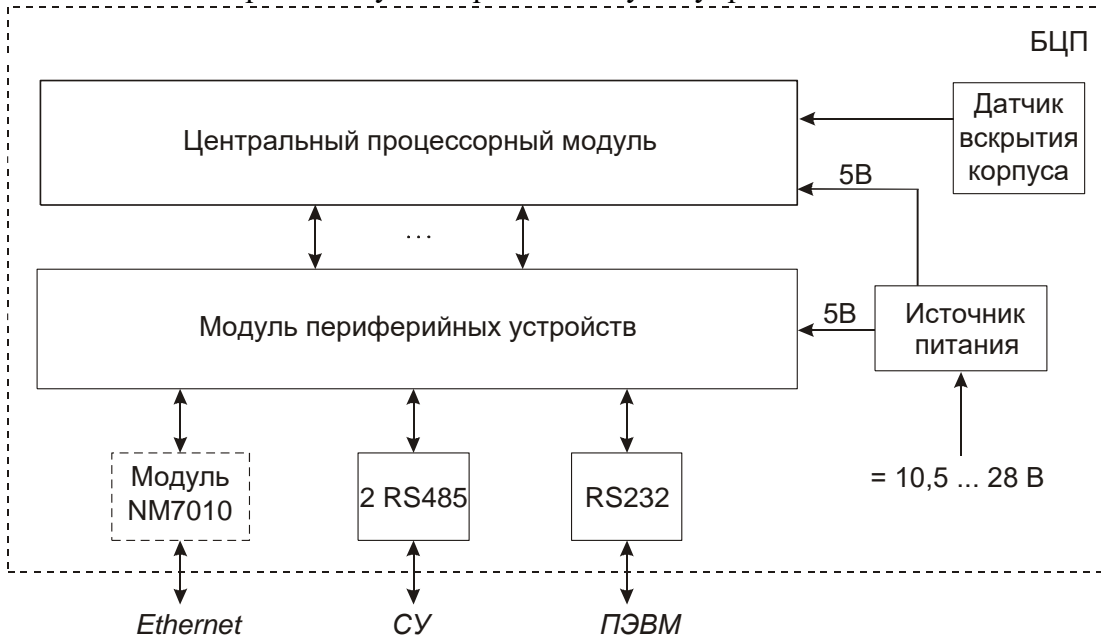 БЦП
Датчик
вскрытия
корпуса
Центральный процессорный модуль
5В
...
Модуль периферийных устройств
5В
Источник
питания
Модуль
NM7010
2 RS485
RS232
= 10,5 ... 28 В
Ethernet
СУ
ПЭВМ